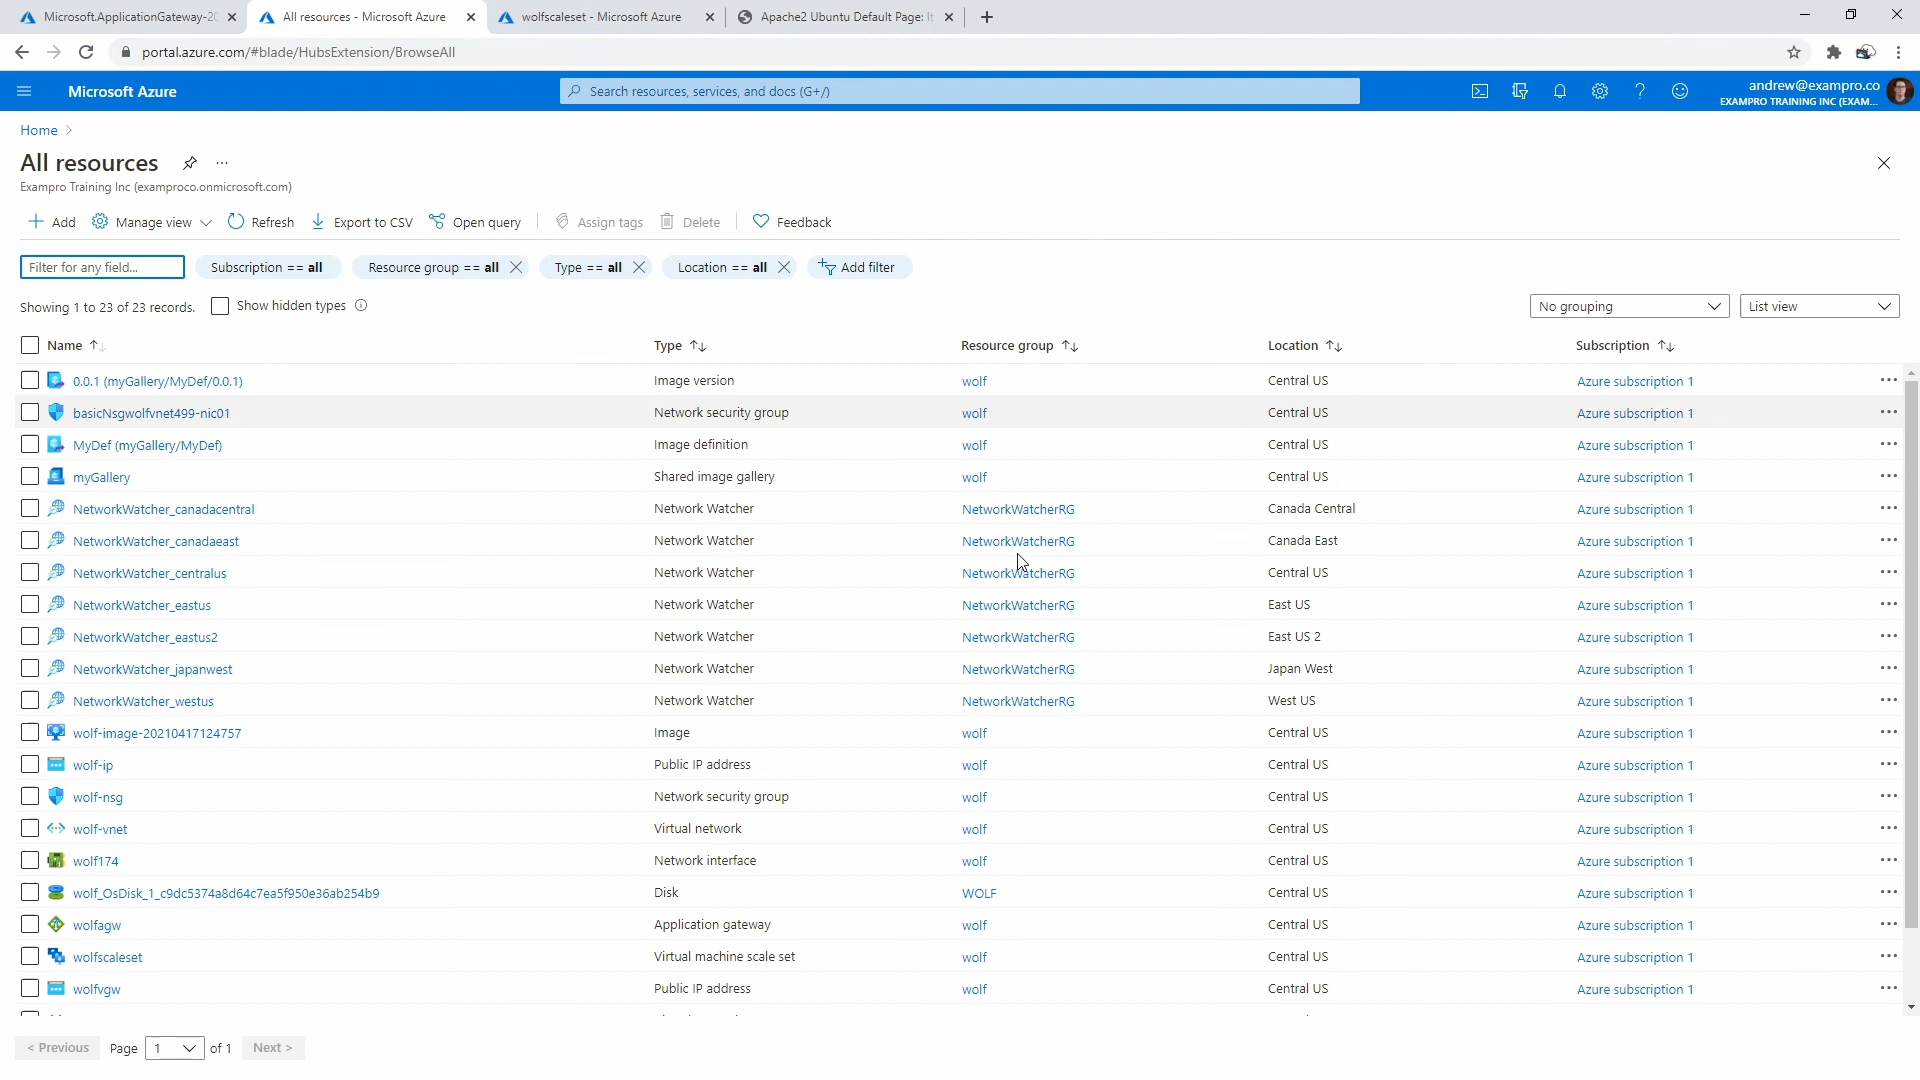 Microsoft.ApplicationGateway-20
All resources - Microsoft Azure
wolfscaleset - Microsoft Azure
Apache2 Ubuntu Default Page: It
portal.azure.com/#blade/HubsExtension/BrowseAll
Microsoft Azure
Search resources, services, and docs (G+/)
andrew@exampro.co
EXAMPRO TRAINING INC (EXAM...
Home
All resources
Exampro Training Inc (examproco.onmicrosoft.com)
Add Manage view Refresh Export to CSV Open query Assign tags Delete Feedback
Filter for any field... Subscription == all Resource group == all Type == all Location == all Add filter
Showing 1 to 23 of 23 records. Show hidden types No grouping List view
Name Type Resource group Location Subscription
0.0.1 (myGallery/MyDef/0.0.1) Image version wolf Central US Azure subscription 1
basicNsgwolfvnet499-nic01 Network security group wolf Central US Azure subscription 1
MyDef (myGallery/MyDef) Image definition wolf Central US Azure subscription 1
myGallery Shared image gallery wolf Central US Azure subscription 1
NetworkWatcher_canadacentral Network Watcher NetworkWatcherRG Canada Central Azure subscription 1
NetworkWatcher_canadaeast Network Watcher NetworkWatcherRG Canada East Azure subscription 1
NetworkWatcher_centralus Network Watcher NetworkWatcherRG Central US Azure subscription 1
NetworkWatcher_eastus Network Watcher NetworkWatcherRG East US Azure subscription 1
NetworkWatcher_eastus2 Network Watcher NetworkWatcherRG East US 2 Azure subscription 1
NetworkWatcher_japanwest Network Watcher NetworkWatcherRG Japan West Azure subscription 1
NetworkWatcher_westus Network Watcher NetworkWatcherRG West US Azure subscription 1
wolf-image-20210417124757 Image wolf Central US Azure subscription 1
wolf-ip Public IP address wolf Central US Azure subscription 1
wolf-nsg Network security group wolf Central US Azure subscription 1
wolf-vnet Virtual network wolf Central US Azure subscription 1
wolf174 Network interface wolf Central US Azure subscription 1
wolf_OsDisk_1_c9dc5374a8d64c7ea5f950e36ab254b9 Disk WOLF Central US Azure subscription 1
wolfagw Application gateway wolf Central US Azure subscription 1
wolfscaleset Virtual machine scale set wolf Central US Azure subscription 1
wolfvgw Public IP address wolf Central US Azure subscription 1
< Previous Page 1 of 1 Next >